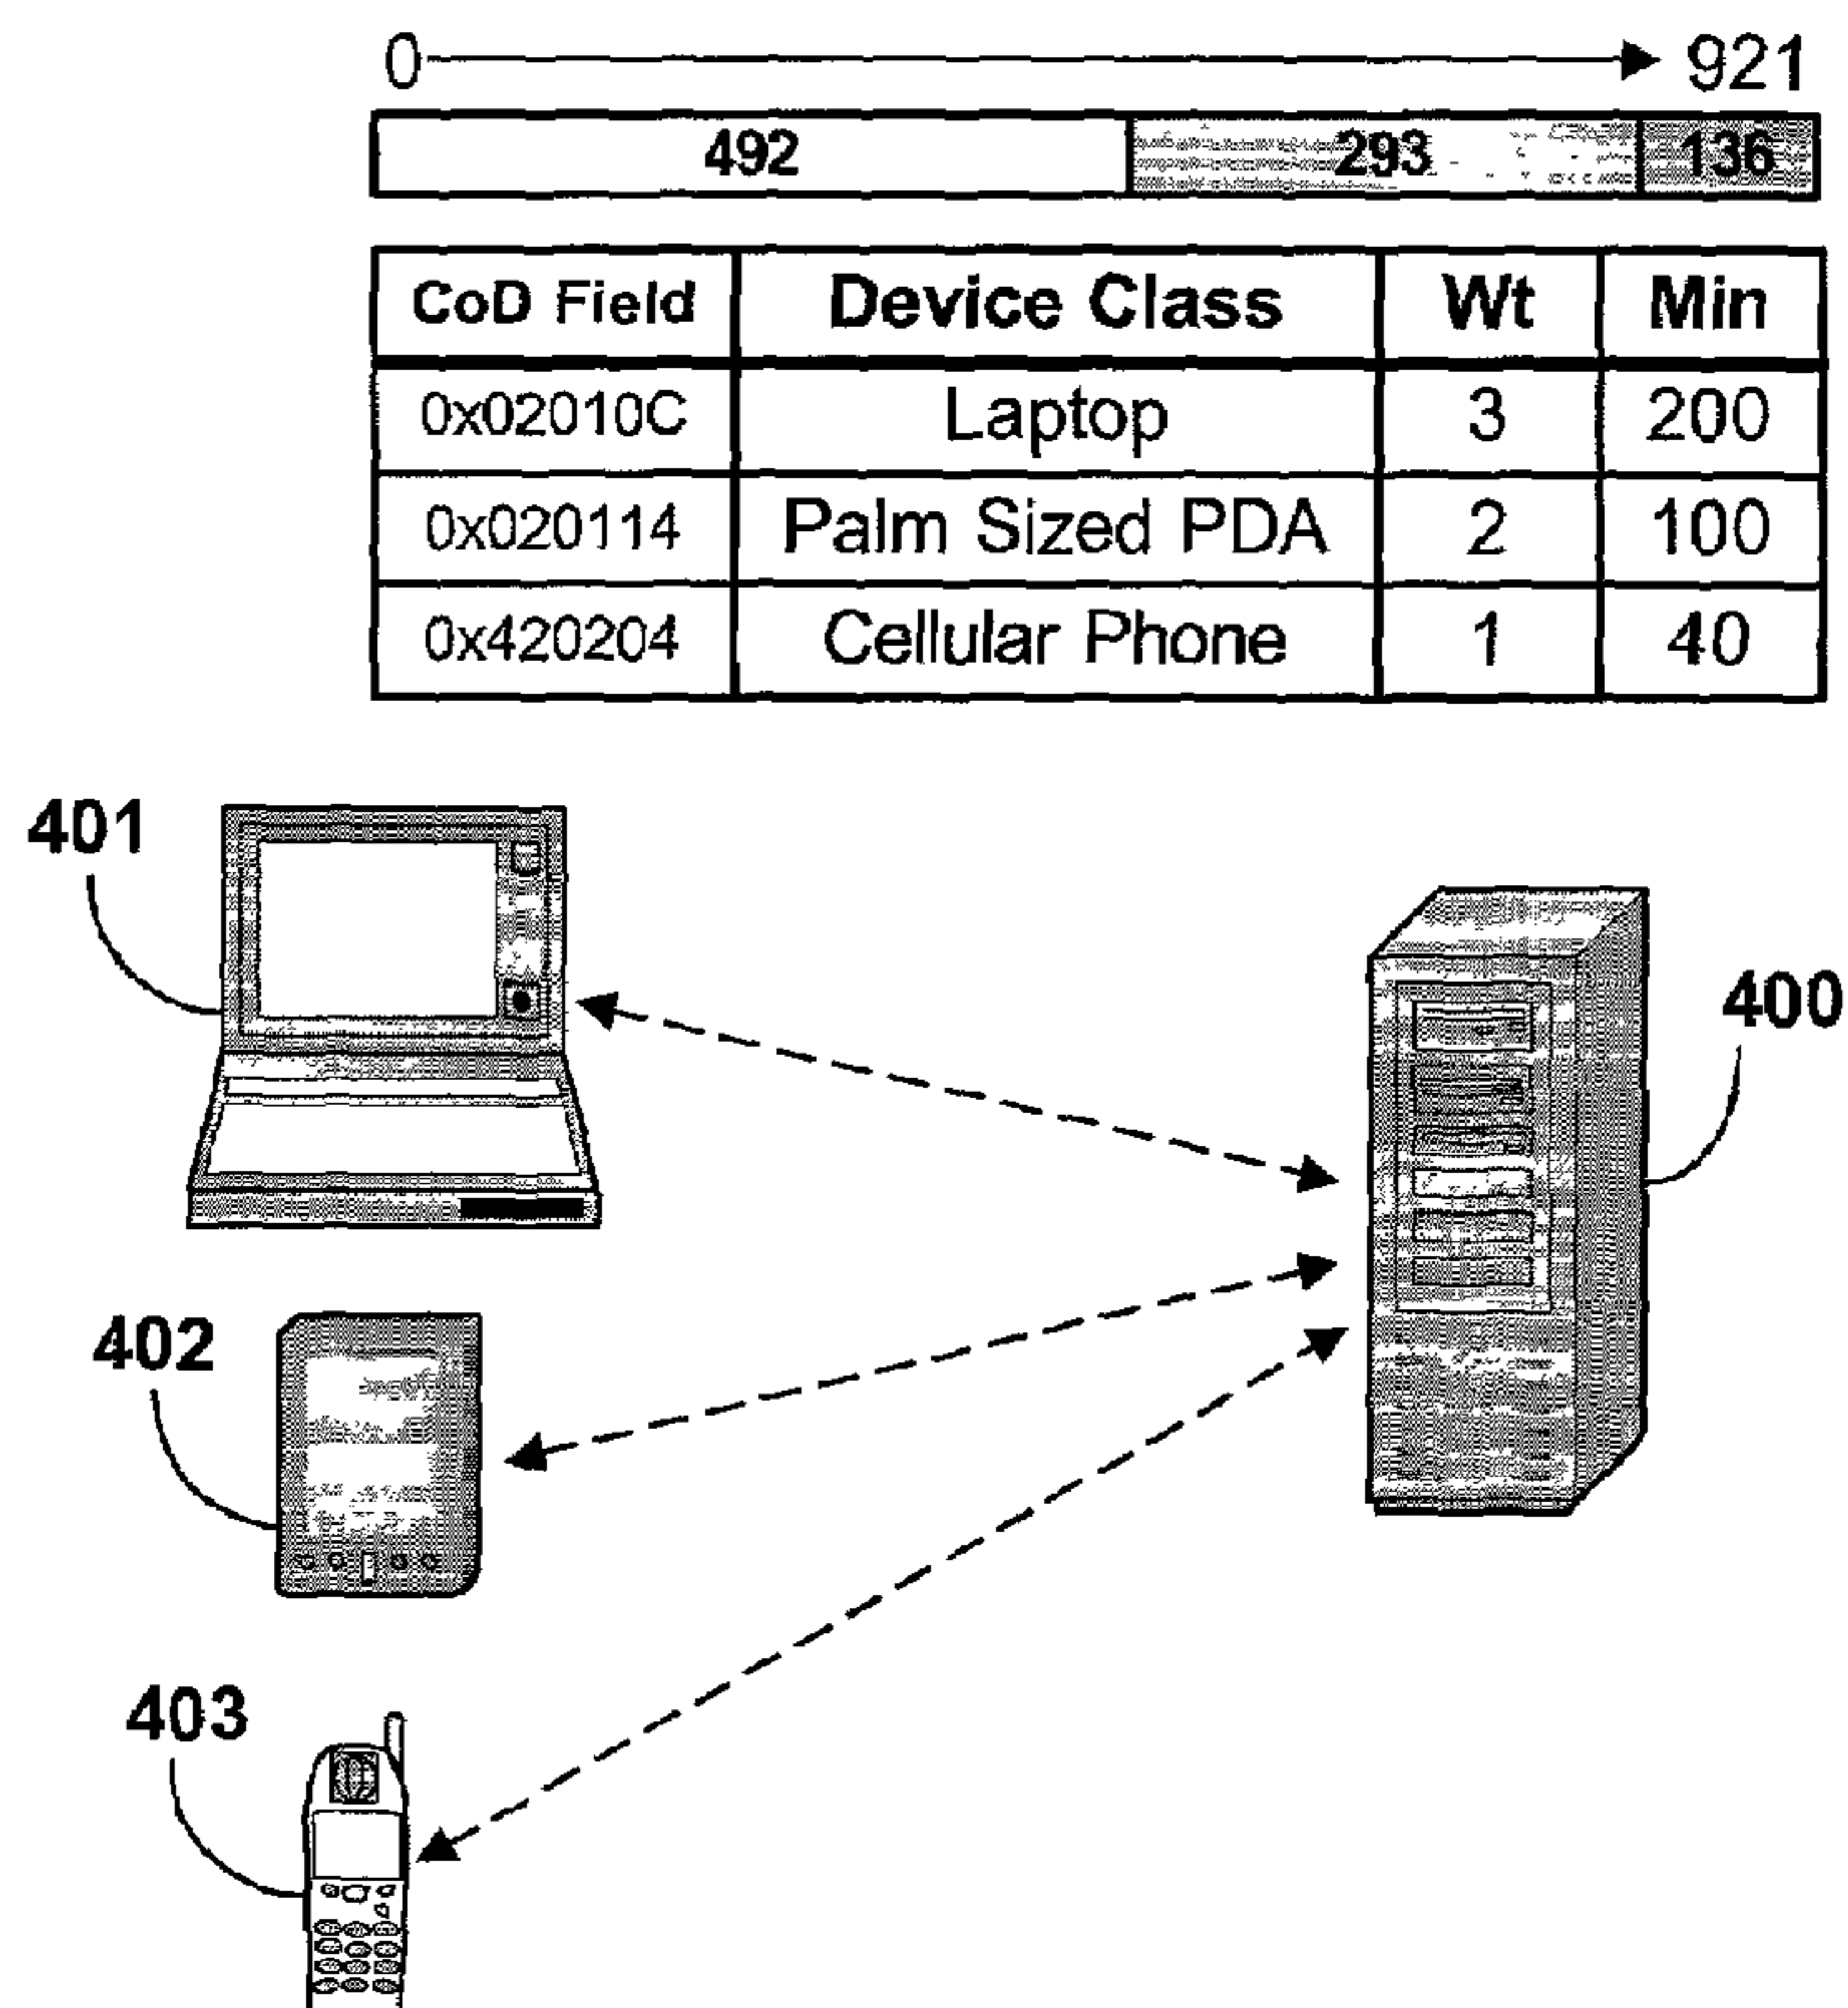 0 921
492 293 136
CoD Field Device Class Wt Min
0x02010C Laptop 3 200
0x020114 Palm Sized PDA 2 100
0x420204 Cellular Phone 1 40
401
400
402
403